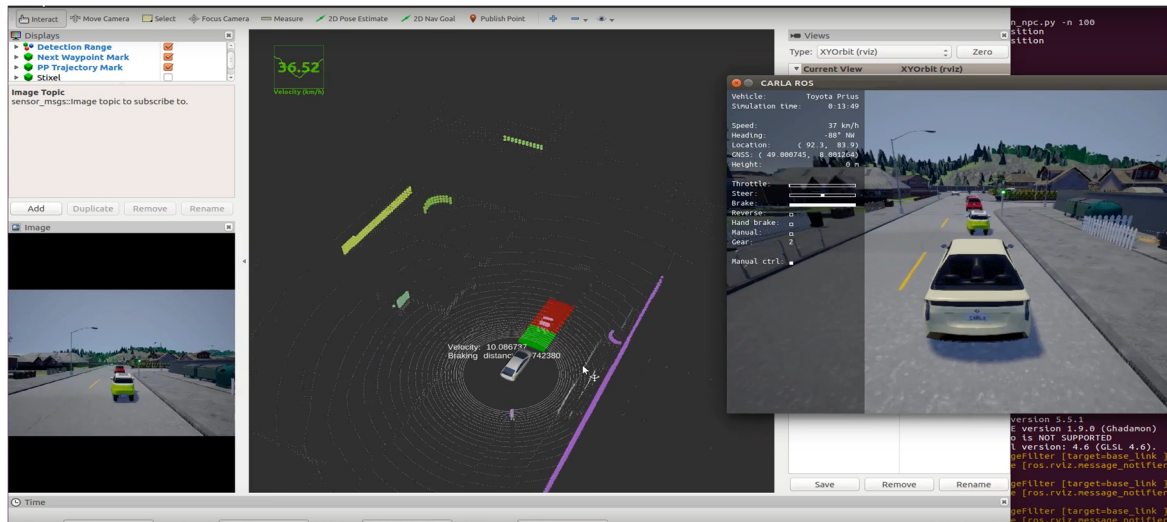 Interact
Move Camera
Select
Focus Camera
Measure
2D Pose Estimate
2D Nav Goal
Publish Point
Displays
Detection Range
Next Waypoint Mark
PP Trajectory Mark
Stixel
Image Topic
sensor_msgs::Image topic to subscribe to.
Add
Duplicate
Remove
Rename
Image
36.52
Velocity (km/h)
Velocity: 10.086737
Braking distanc
742380
Views
Type:
XYOrbit (rviz)
Zero
Current View
XYOrbit (rviz)
n_npc.py -n 100
sition
sition
CARLA ROS
Vehicle: Toyota Prius
Simulation time: 0:13:49
Speed: 37 km/h
Heading: -88° NW
Location: ( 92.3, 83.9)
GNSS: ( 49.000745, 8.001264)
Height: 0 m
Throttle:
Steer:
Brake:
Reverse:
Hand brake:
Manual:
Gear: 2
Manual ctrl:
CARLA
version 5.5.1
E version 1.9.0 (Ghadamon)
o is NOT SUPPORTED
l version: 4.6 (GLSL 4.6).
geFilter [target=base_link ]
e [ros.rviz.message_notifier
geFilter [target=base_link ]
e [ros.rviz.message_notifier
geFilter [target=base_link ]
e [ros.rviz.message_notifier
Save
Remove
Rename
Time